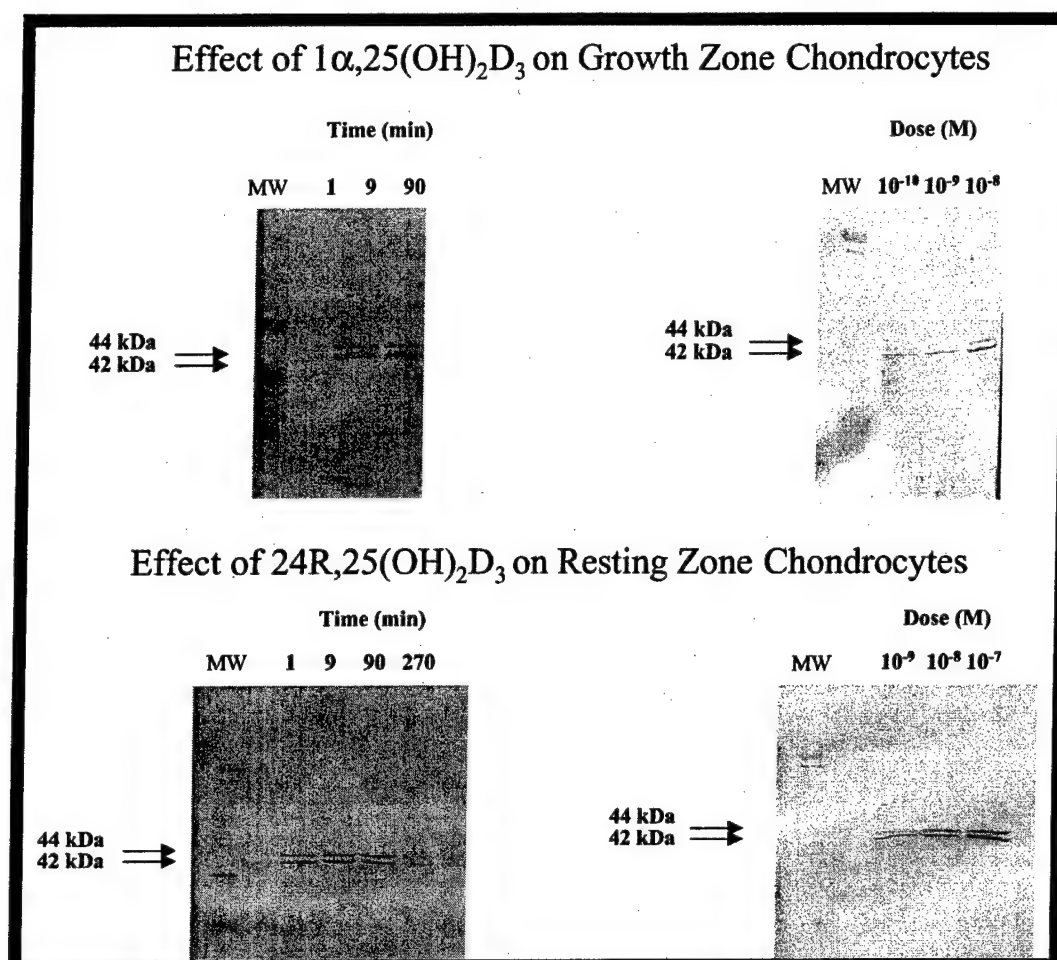 Effect of 1α,25(OH)₂D₃ on Growth Zone Chondrocytes
Time (min)
MW 1 9 90
44 kDa
42 kDa
Dose (M)
MW 10⁻¹⁰ 10⁻⁹ 10⁻⁸
44 kDa
42 kDa
Effect of 24R,25(OH)₂D₃ on Resting Zone Chondrocytes
Time (min)
MW 1 9 90 270
44 kDa
42 kDa
Dose (M)
MW 10⁻⁹ 10⁻⁸ 10⁻⁷
44 kDa
42 kDa